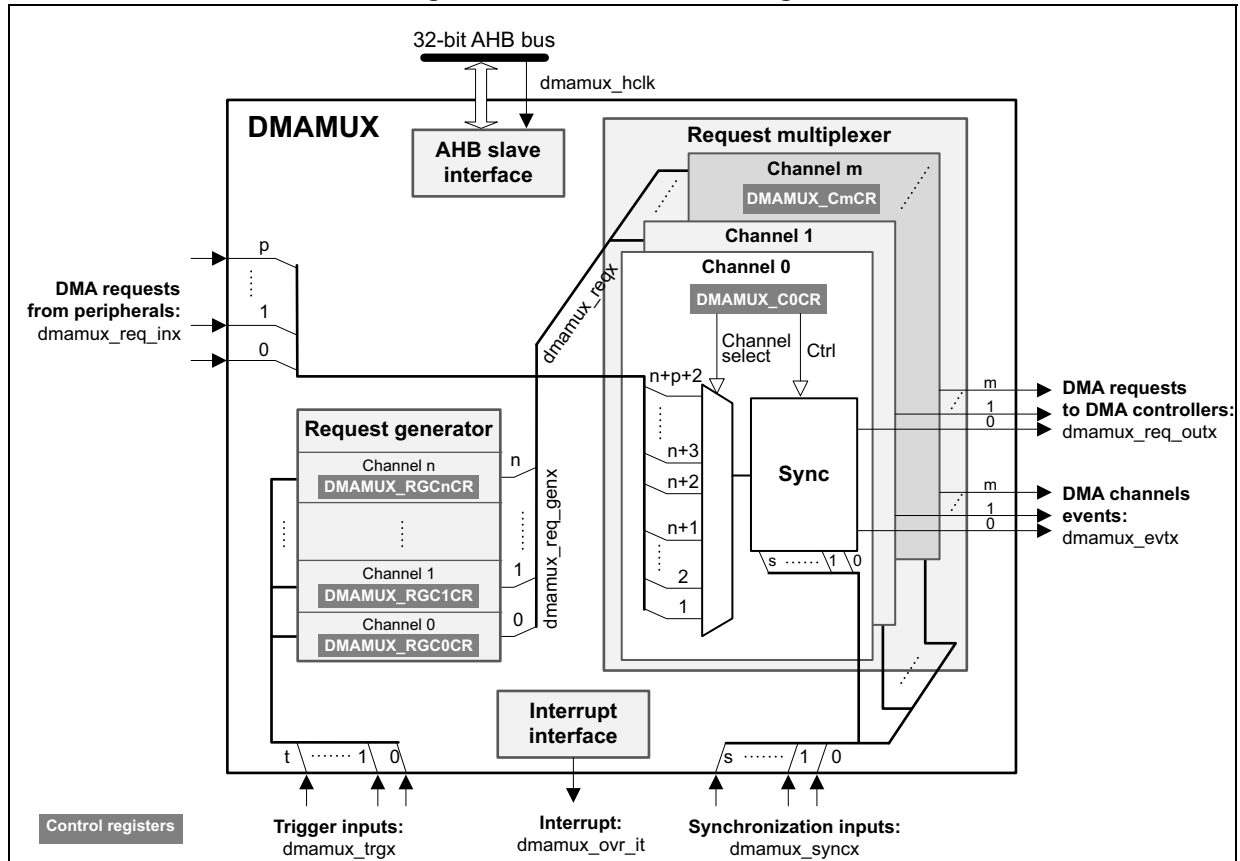 32-bit AHB bus
dmamux_hclk
DMAMUX
AHB slave
interface
Request multiplexer
Channel m
DMAMUX_CmCR
Channel 1
Channel 0
DMAMUX_C0CR
Channel
select
Ctrl
dmamux_reqx
p
1
0
DMA requests
from peripherals:
dmamux_req_inx
n+p+2
n+3
n+2
n+1
2
1
Sync
s 1 0
m
1
0
DMA requests
to DMA controllers:
dmamux_req_outx
m
1
0
DMA channels
events:
dmamux_evtx
Request generator
Channel n
DMAMUX_RGCnCR
Channel 1
DMAMUX_RGC1CR
Channel 0
DMAMUX_RGC0CR
n
1
0
dmamux_req_genx
Interrupt
interface
t 1 0
s 1 0
Control registers
Trigger inputs:
dmamux_trgx
Interrupt:
dmamux_ovr_it
Synchronization inputs:
dmamux_syncx